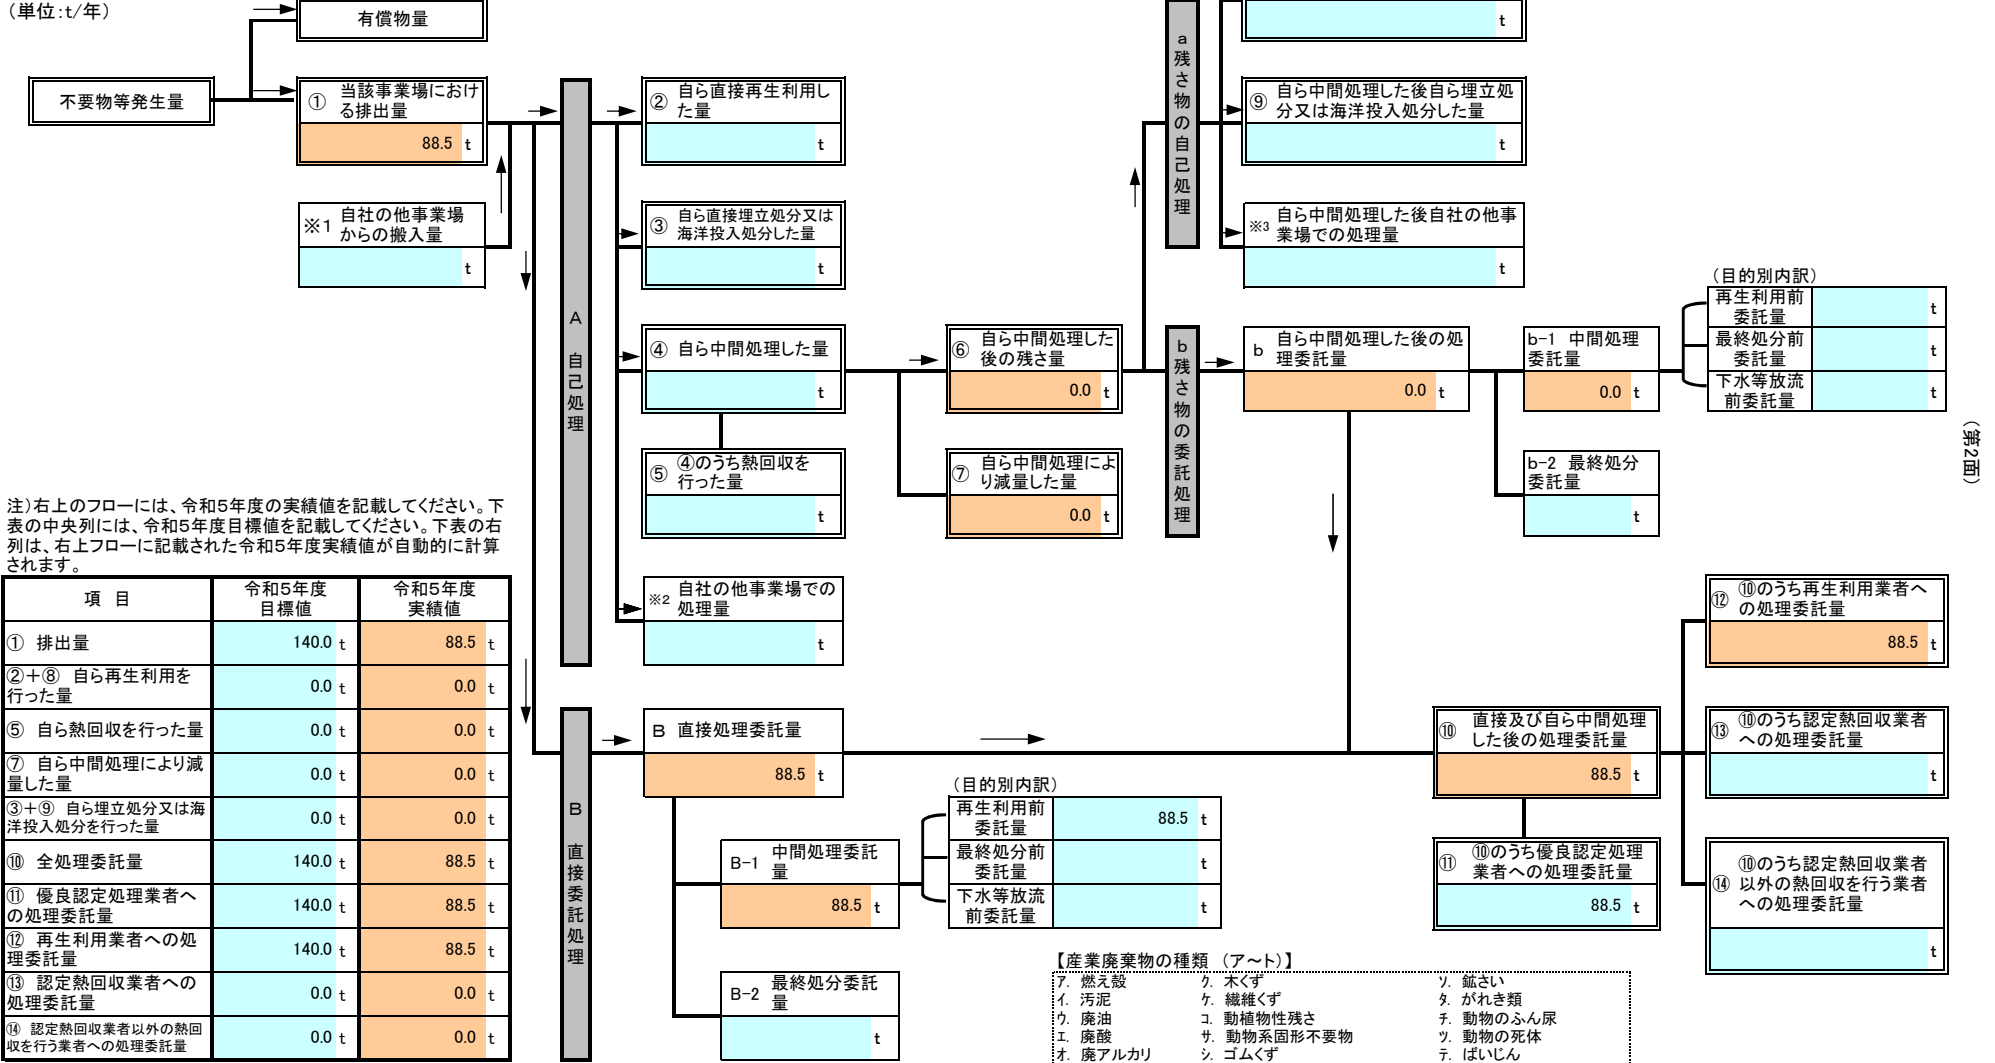 （単位：t/年）
有償物量
不要物等発生量
① 当該事業場におけ
る排出量
88.5 t
※1 自社の他事業場
からの搬入量
t
A 自己処理
② 自ら直接再生利用し
た量
t
③ 自ら直接埋立処分又は
海洋投入処分した量
t
④ 自ら中間処理した量
t
⑤ ④のうち熱回収を
行った量
t
※2 自社の他事業場での
処理量
t
⑥ 自ら中間処理した
後の残さ量
0.0 t
⑦ 自ら中間処理によ
り減量した量
0.0 t
a 残さ物の自己処理
t
⑨ 自ら中間処理した後自ら埋立処
分又は海洋投入処分した量
t
※3 自ら中間処理した後自社の他事
業場での処理量
t
b 残さ物の委託処理
b 自ら中間処理した後の処
理委託量
0.0 t
b-1 中間処理
委託量
0.0 t
b-2 最終処分
委託量
t
（目的別内訳）
再生利用前
委託量
t
最終処分前
委託量
t
下水等放流
前委託量
t
（第2面）
注）右上のフローには、令和5年度の実績値を記載してください。下
表の中央列には、令和5年度目標値を記載してください。下表の右
列は、右上フローに記載された令和5年度実績値が自動的に計算
されます。
項 目 令和5年度
目標値 令和5年度
実績値
① 排出量 140.0 t 88.5 t
②＋⑧ 自ら再生利用を
行った量 0.0 t 0.0 t
⑤ 自ら熱回収を行った量 0.0 t 0.0 t
⑦ 自ら中間処理により減
量した量 0.0 t 0.0 t
③＋⑨ 自ら埋立処分又は海
洋投入処分を行った量 0.0 t 0.0 t
⑩ 全処理委託量 140.0 t 88.5 t
⑪ 優良認定処理業者へ
の処理委託量 140.0 t 88.5 t
⑫ 再生利用業者への処
理委託量 140.0 t 88.5 t
⑬ 認定熱回収業者への
処理委託量 0.0 t 0.0 t
⑭ 認定熱回収業者以外の熱回
収を行う業者への処理委託量 0.0 t 0.0 t
B 直接委託処理
B 直接処理委託量
88.5 t
B-1 中間処理委託
量
88.5 t
B-2 最終処分委託
量
t
（目的別内訳）
再生利用前
委託量
88.5 t
最終処分前
委託量
t
下水等放流
前委託量
t
⑩ 直接及び自ら中間処理
した後の処理委託量
88.5 t
⑪ ⑩のうち優良認定処理
業者への処理委託量
88.5 t
⑫ ⑩のうち再生利用業者へ
の処理委託量
88.5 t
⑬ ⑩のうち認定熱回収業者
への処理委託量
t
⑭ ⑩のうち認定熱回収業者
以外の熱回収を行う業者
への処理委託量
t
【産業廃棄物の種類 （ア～ト）】
ア. 燃え殻 ク. 木くず ソ. 鉱さい
イ. 汚泥 ケ. 繊維くず タ. がれき類
ウ. 廃油 コ. 動植物性残さ チ. 動物のふん尿
エ. 廃酸 サ. 動物系固形不要物 ツ. 動物の死体
オ. 廃アルカリ シ. ゴムくず テ. ばいじん